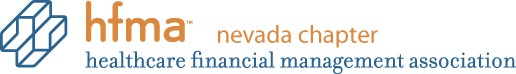 hfma™ nevada chapter
healthcare financial management association